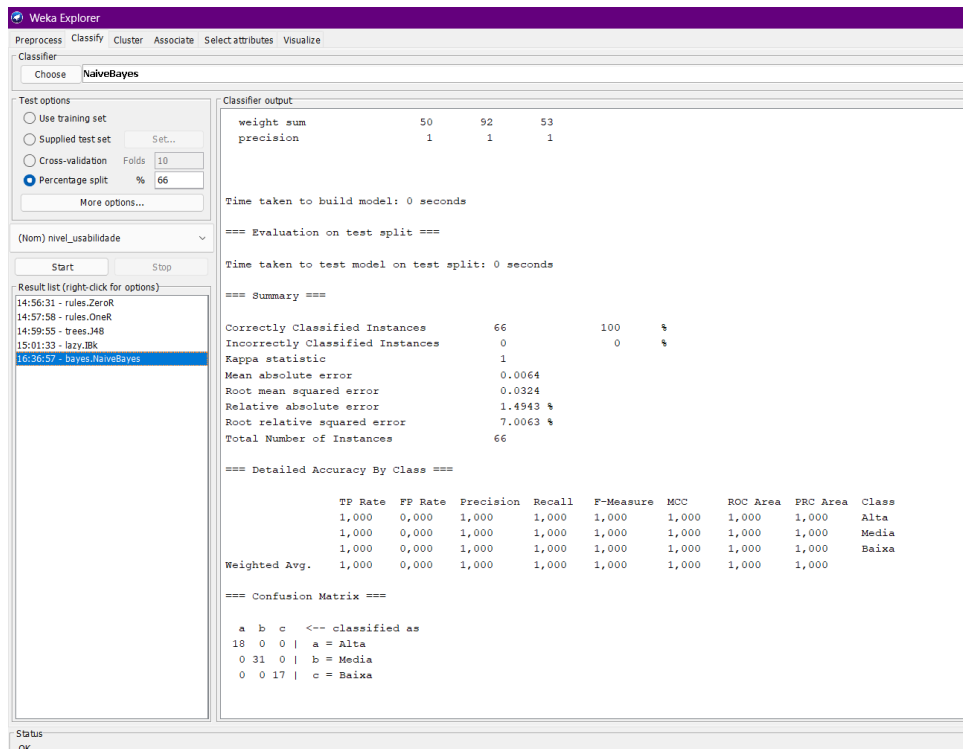 Weka Explorer
Preprocess Classify Cluster Associate Select attributes Visualize
Classifier
Choose NaiveBayes
Test options
Use training set
Supplied test set Set...
Cross-validation Folds 10
Percentage split % 66
More options...
(Nom) nivel_usabilidade
Start Stop
Result list (right-click for options)
14:56:31 - rules.ZeroR
14:57:58 - rules.OneR
14:59:55 - trees.J48
15:01:33 - lazy.IBk
16:36:57 - bayes.NaiveBayes
Classifier output
weight sum 50 92 53
precision 1 1 1
Time taken to build model: 0 seconds
=== Evaluation on test split ===
Time taken to test model on test split: 0 seconds
=== Summary ===
Correctly Classified Instances 66 100 %
Incorrectly Classified Instances 0 0 %
Kappa statistic 1
Mean absolute error 0.0064
Root mean squared error 0.0324
Relative absolute error 1.4943 %
Root relative squared error 7.0063 %
Total Number of Instances 66
=== Detailed Accuracy By Class ===
TP Rate FP Rate Precision Recall F-Measure MCC ROC Area PRC Area Class
1,000 0,000 1,000 1,000 1,000 1,000 1,000 1,000 Alta
1,000 0,000 1,000 1,000 1,000 1,000 1,000 1,000 Media
1,000 0,000 1,000 1,000 1,000 1,000 1,000 1,000 Baixa
Weighted Avg. 1,000 0,000 1,000 1,000 1,000 1,000 1,000 1,000
=== Confusion Matrix ===
a b c <-- classified as
18 0 0 | a = Alta
0 31 0 | b = Media
0 0 17 | c = Baixa
Status
OK